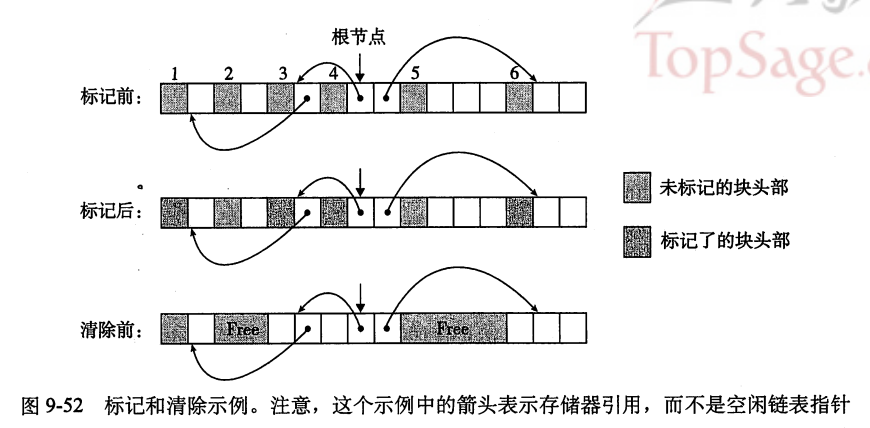 TopSage.
根节点
1 2 3 4 5 6
标记前：
标记后：
未标记的块头部
标记了的块头部
清除前：
Free Free
图 9-52 标记和清除示例。注意，这个示例中的箭头表示存储器引用，而不是空闲链表指针